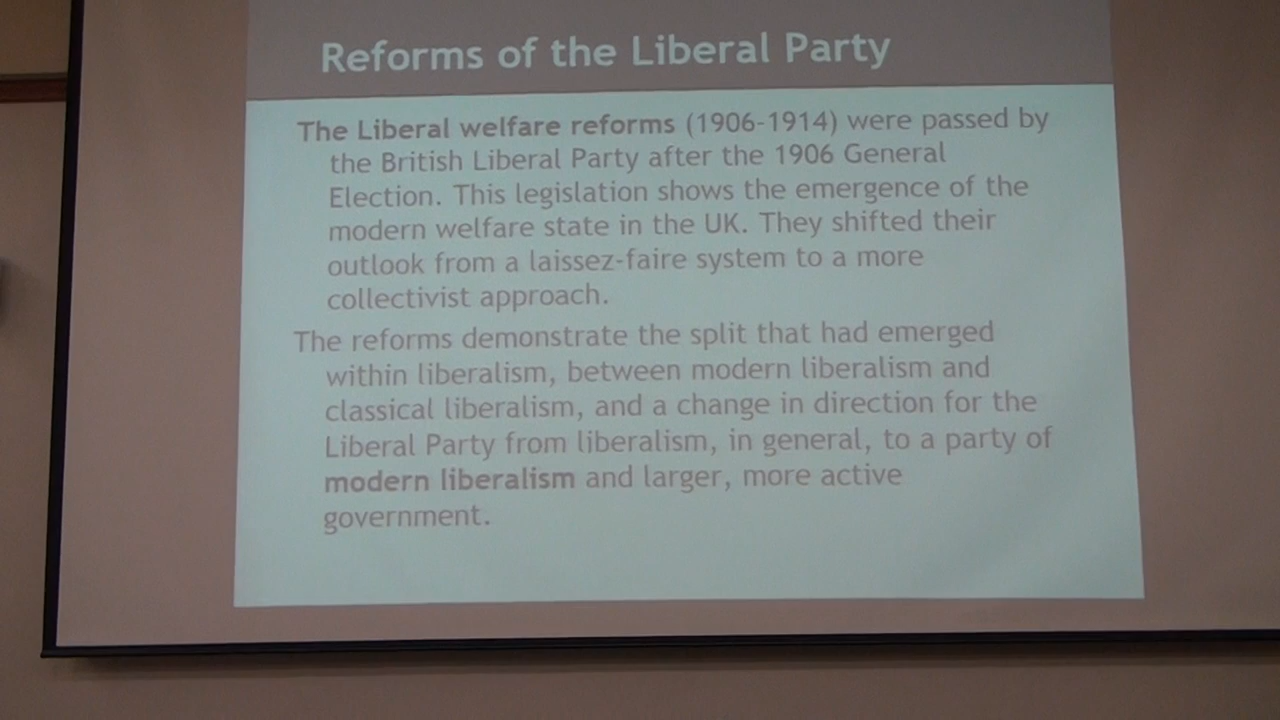 Reforms of the Liberal Party
The Liberal welfare reforms (1906-1914) were passed by
the British Liberal Party after the 1906 General
Election. This legislation shows the emergence of the
modern welfare state in the UK. They shifted their
outlook from a laissez-faire system to a more
collectivist approach.
The reforms demonstrate the split that had emerged
within liberalism, between modern liberalism and
classical liberalism, and a change in direction for the
Liberal Party from liberalism, in general, to a party of
modern liberalism and larger, more active
government.